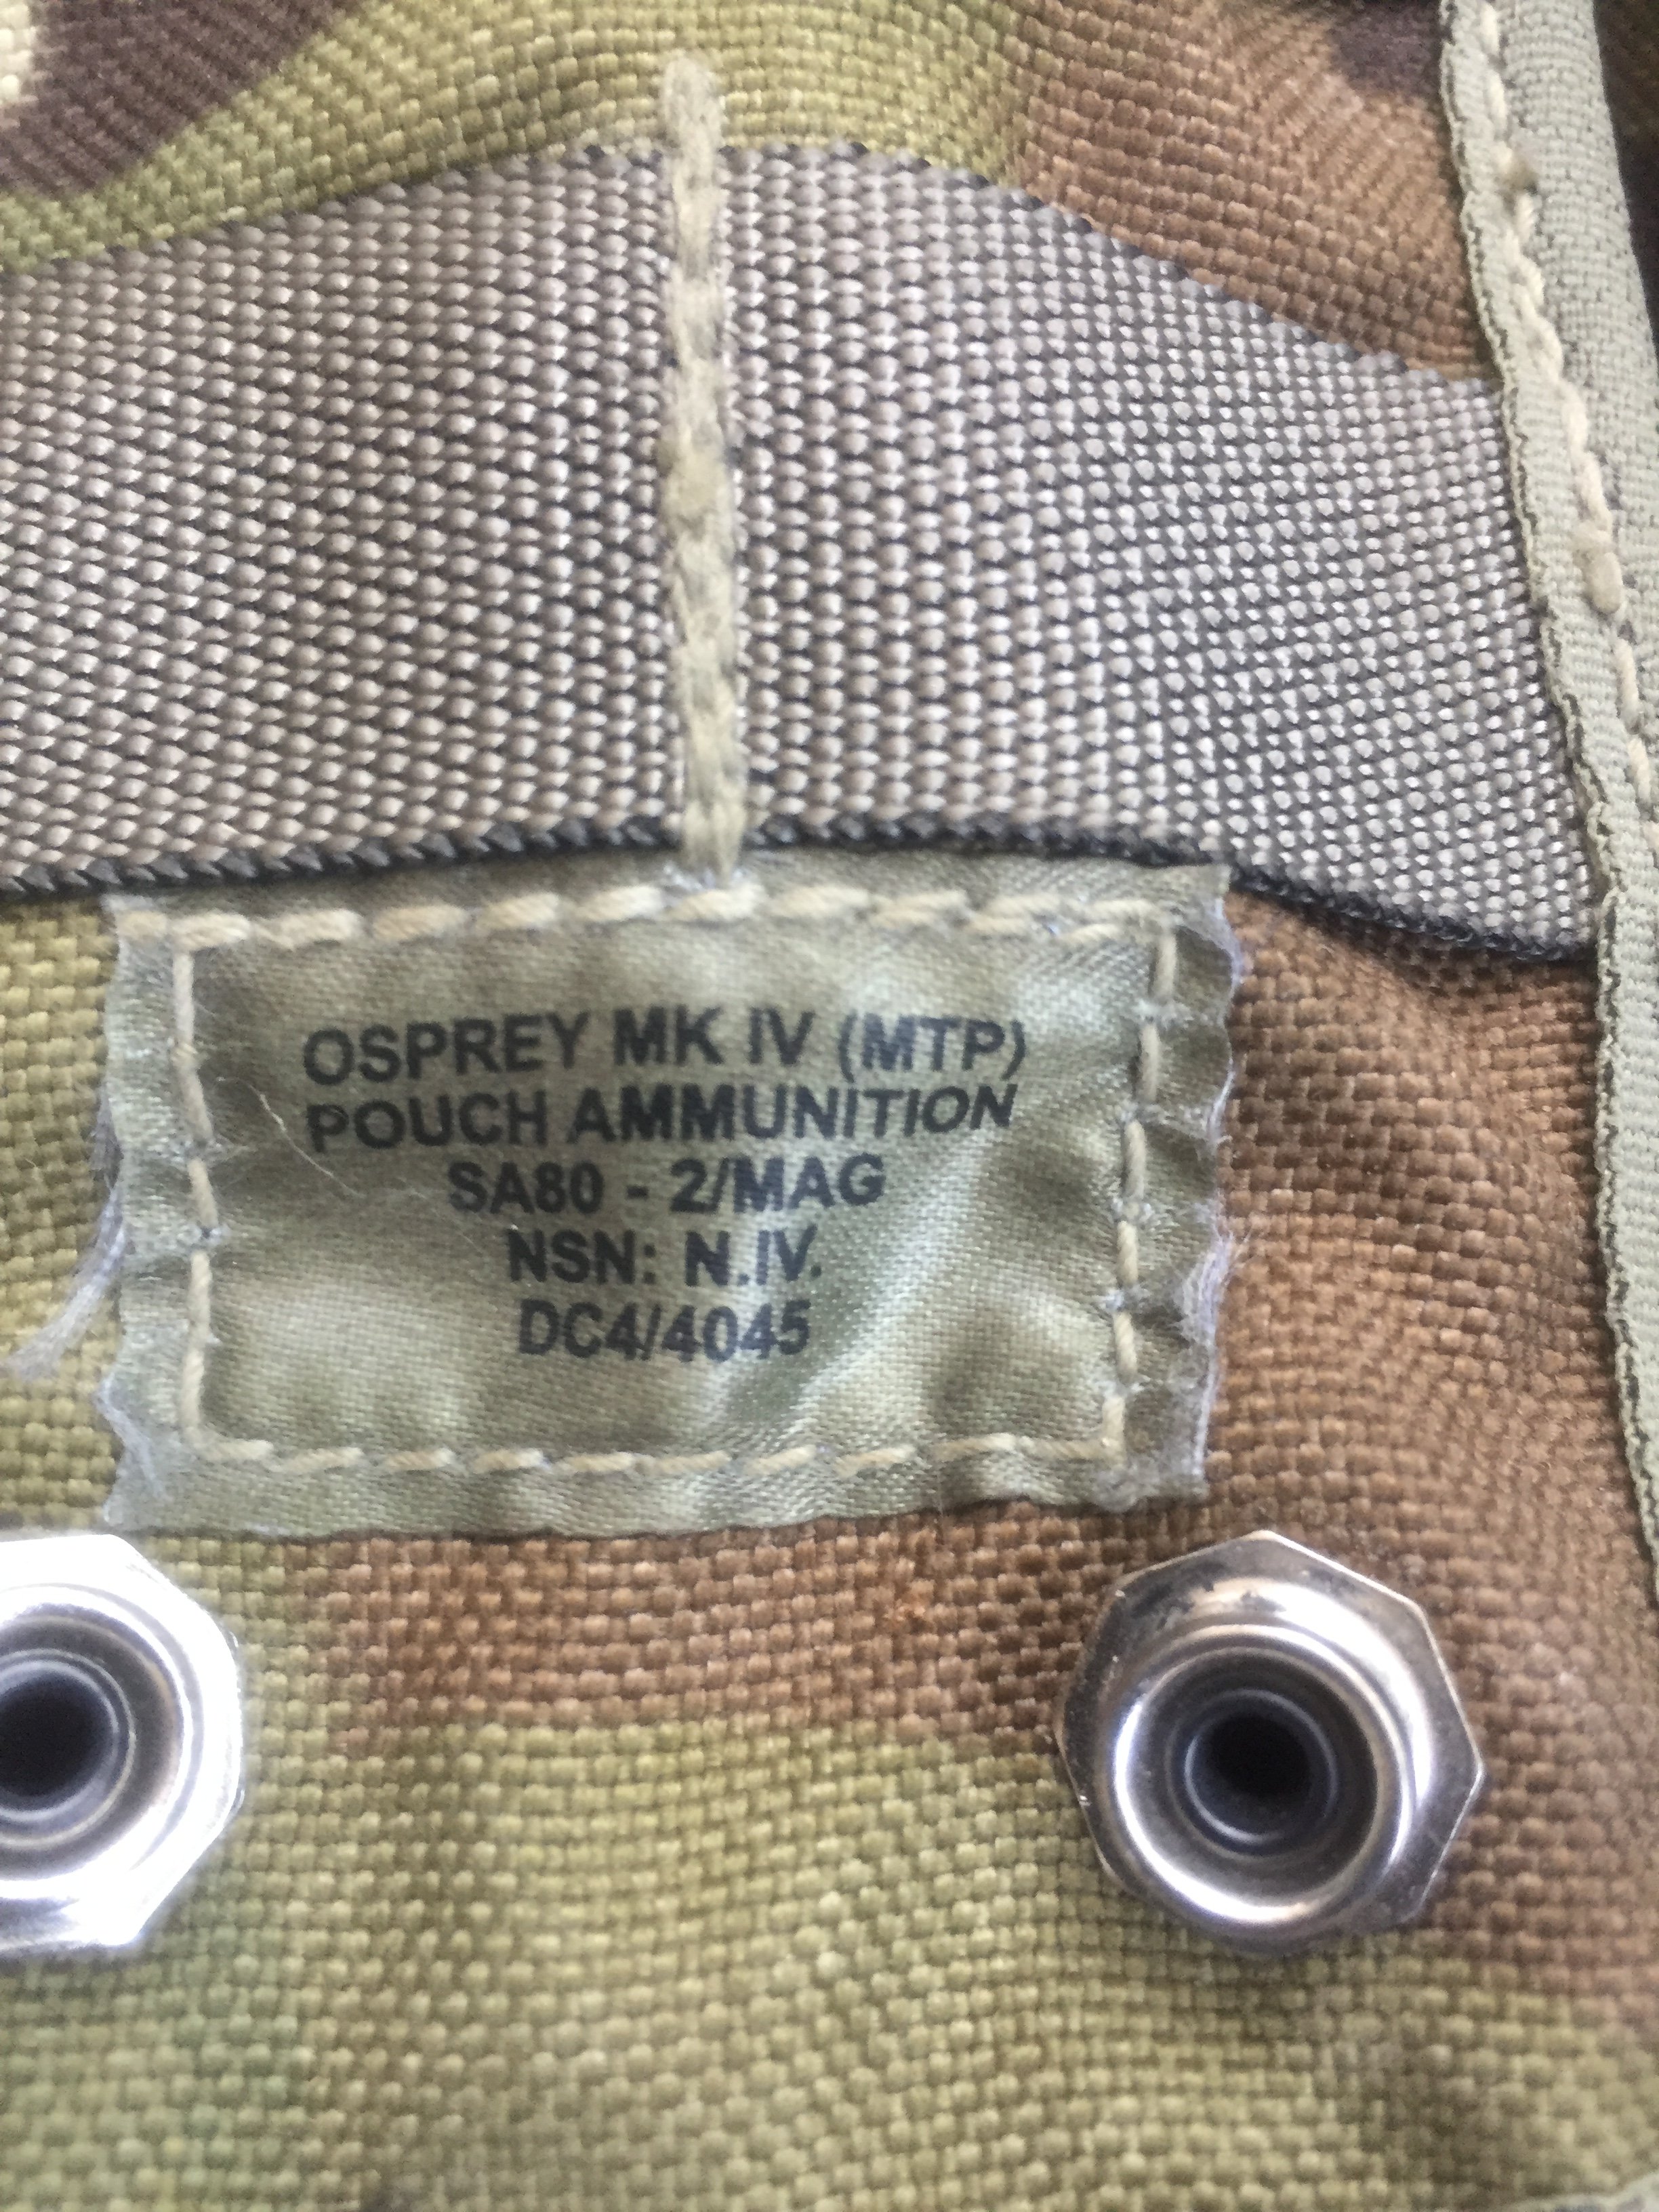 OSPREY MK IV (MTP)
POUCH AMMUNITION
SA80 - 2/MAG
NSN: N.IV.
DC4/4045